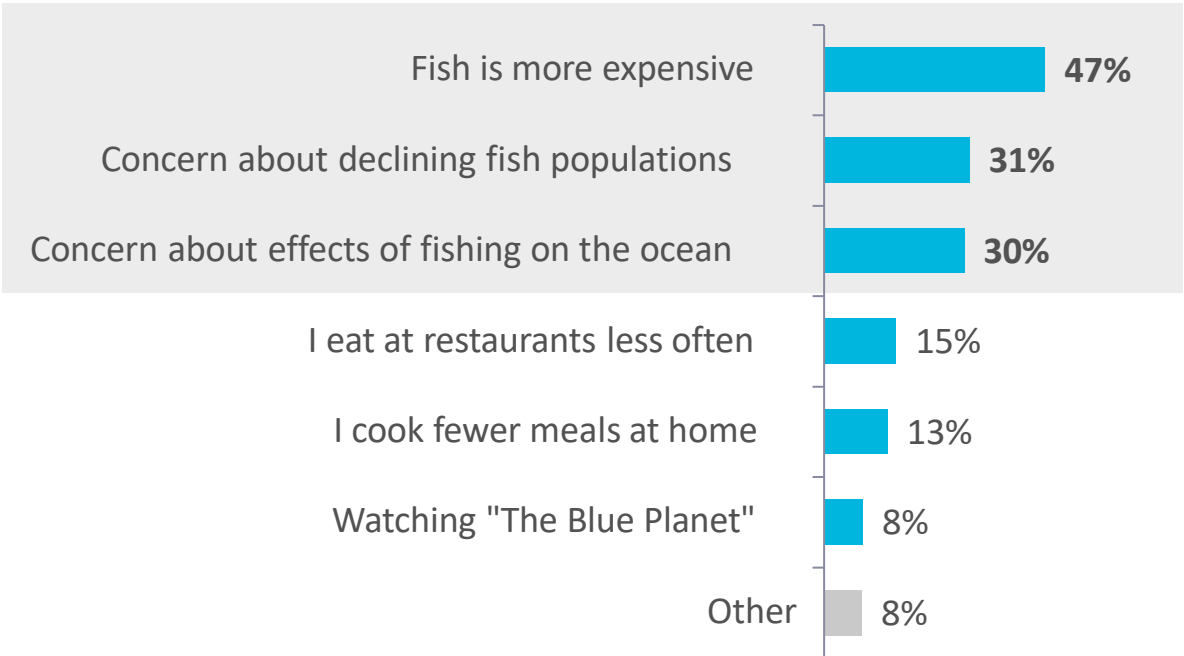 Fish is more expensive 47%
Concern about declining fish populations 31%
Concern about effects of fishing on the ocean 30%
I eat at restaurants less often 15%
I cook fewer meals at home 13%
Watching "The Blue Planet" 8%
Other 8%